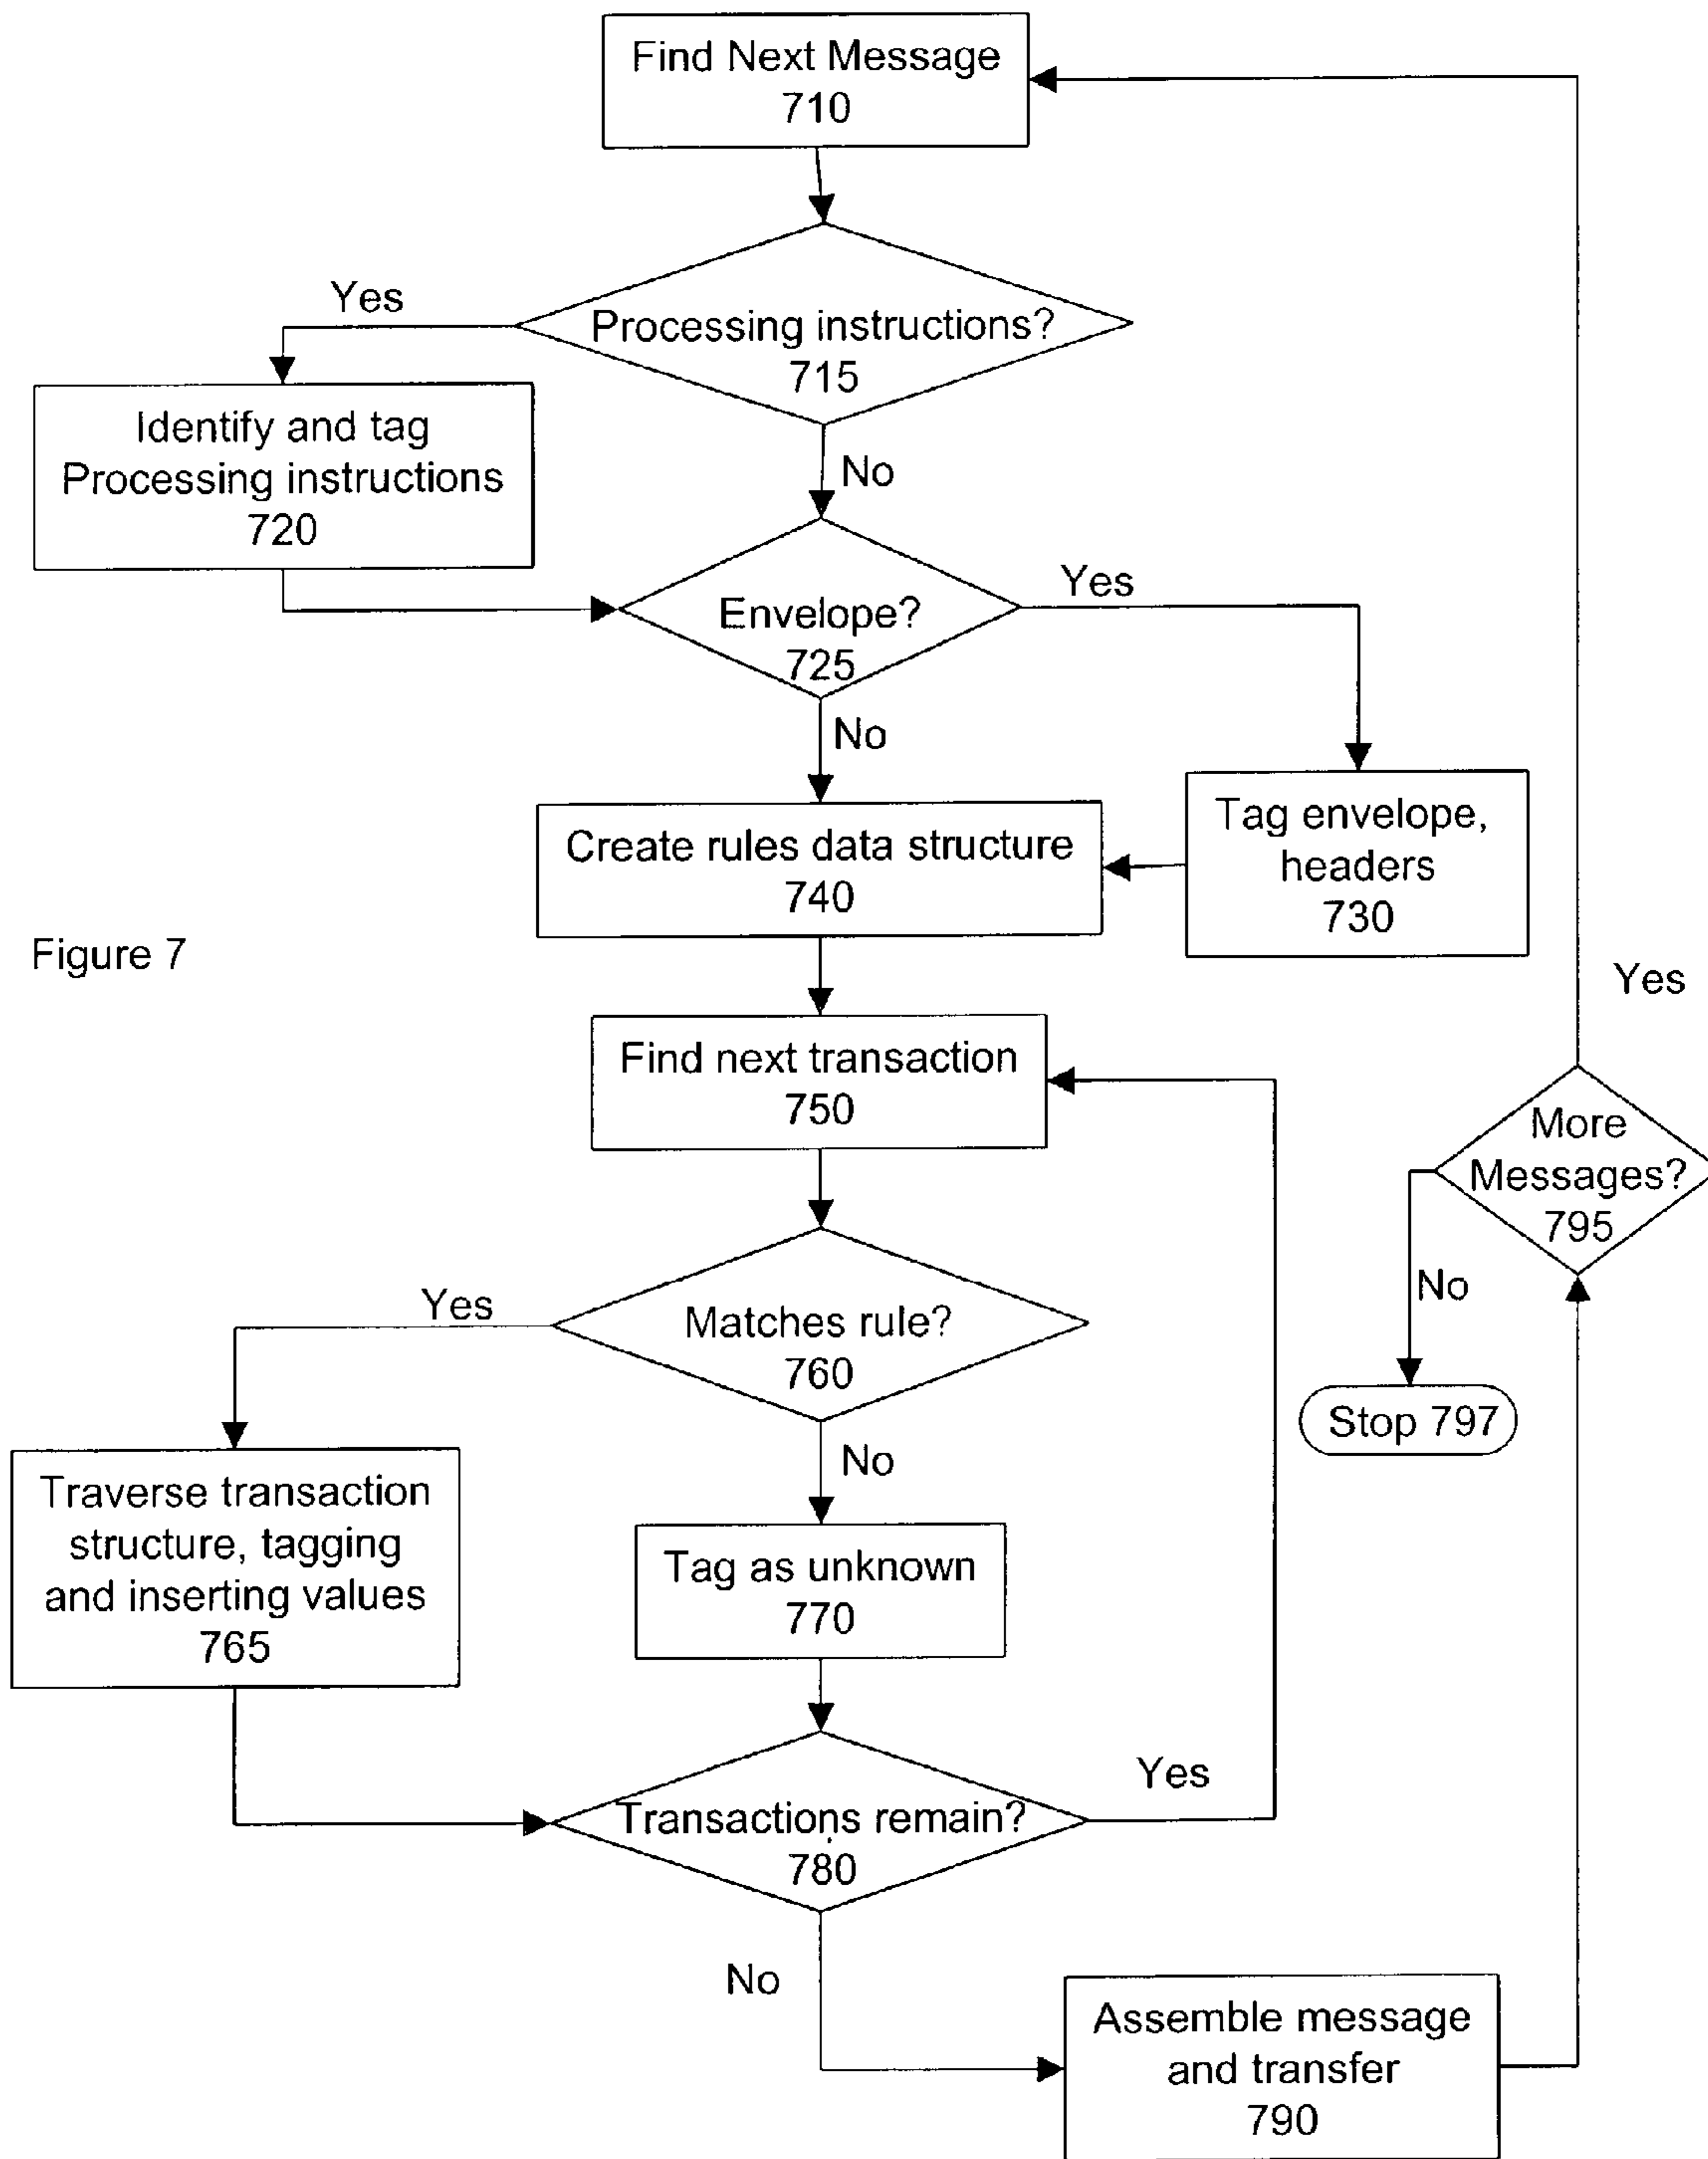 Find Next Message
710
Yes
Processing instructions?
715
Identify and tag
Processing instructions
720
No
Envelope?
725
Yes
No
Create rules data structure
740
Tag envelope,
headers
730
Figure 7
Yes
Find next transaction
750
More
Messages?
795
No
Stop 797
Yes
Matches rule?
760
No
Traverse transaction
structure, tagging
and inserting values
765
Tag as unknown
770
Yes
Transactions remain?
780
No
Assemble message
and transfer
790